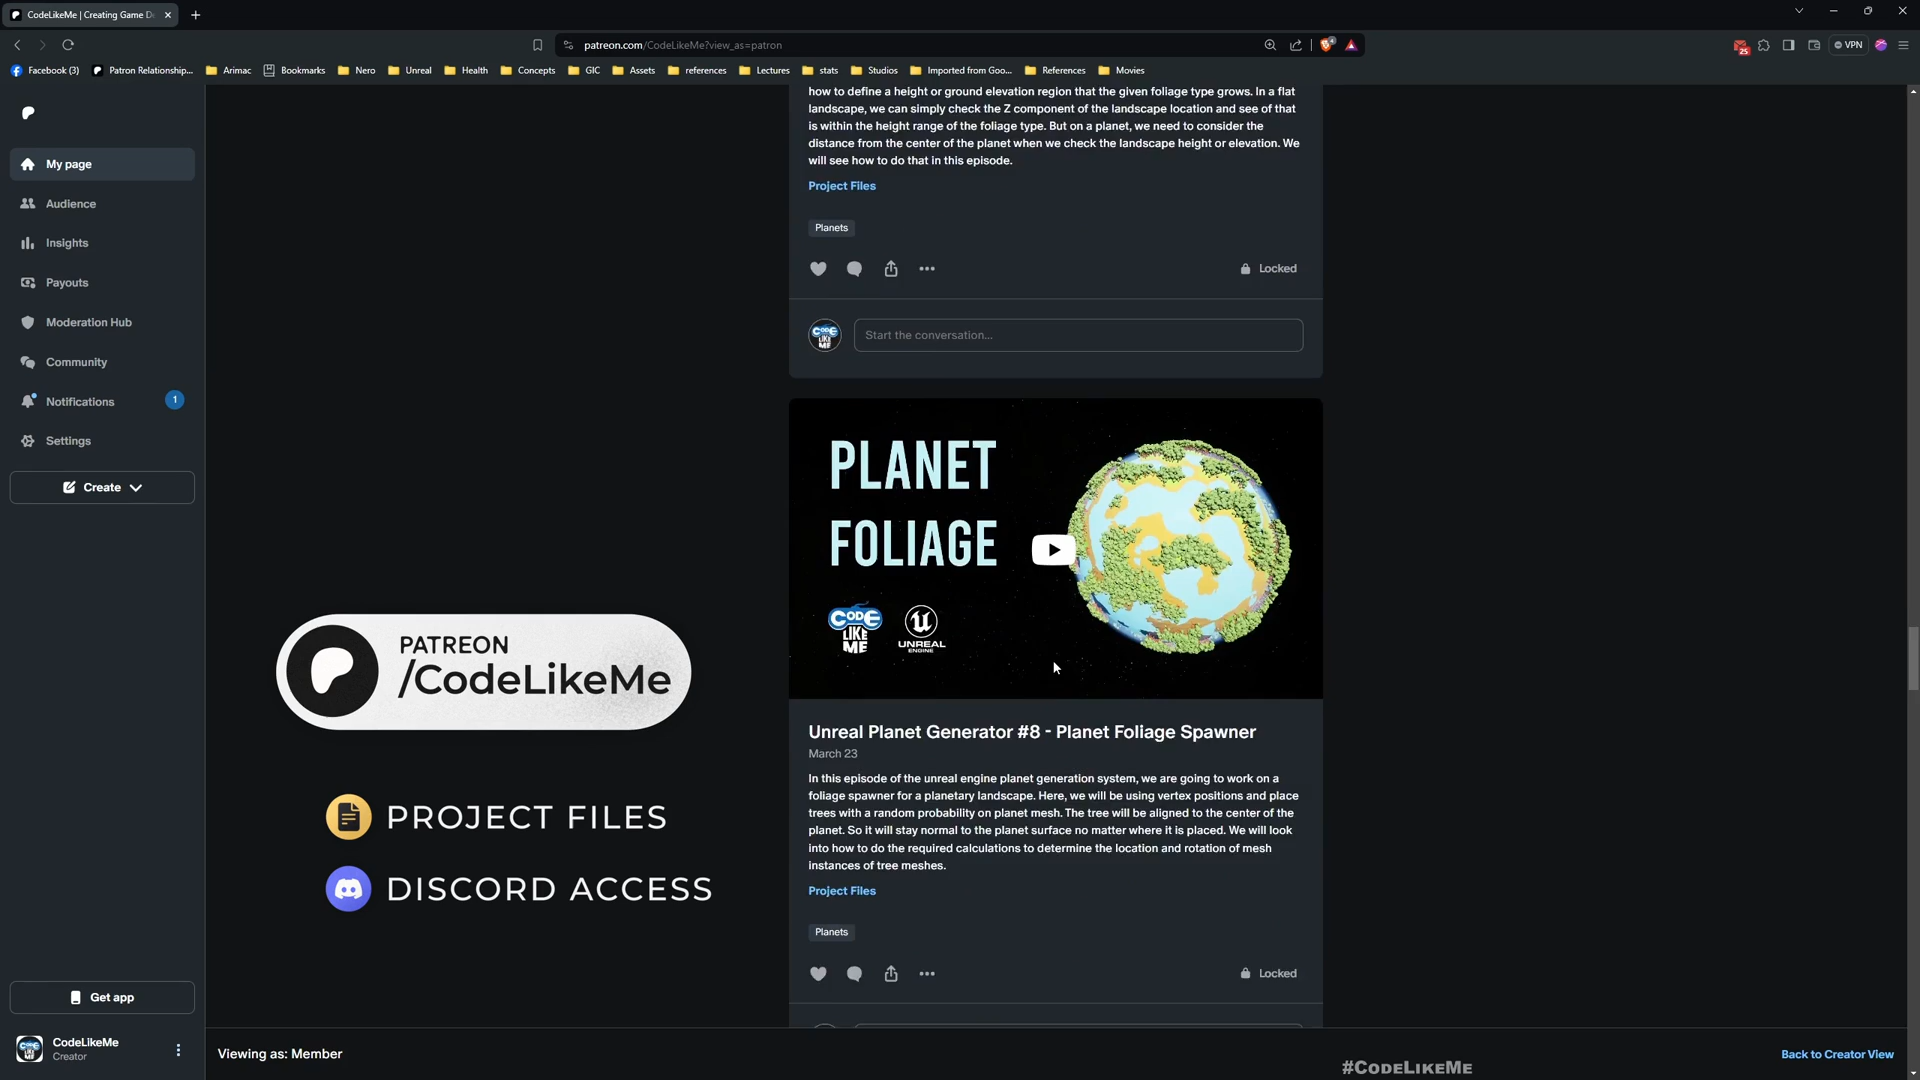 CodeLikeMe | Creating Game D
patreon.com/CodeLikeMe?view_as=patron
4
25
VPN
Facebook (3)
Patron Relationship...
Arimac
Bookmarks
Nero
Unreal
Health
Concepts
GIC
Assets
references
Lectures
stats
Studios
Imported from Goo...
References
Movies
My page
Audience
Insights
Payouts
Moderation Hub
Community
Notifications
1
Settings
Create
Get app
CodeLikeMe
Creator
how to define a height or ground elevation region that the given foliage type grows. In a flat
landscape, we can simply check the Z component of the landscape location and see of that
is within the height range of the foliage type. But on a planet, we need to consider the
distance from the center of the planet when we check the landscape height or elevation. We
will see how to do that in this episode.
Project Files
Planets
Locked
CODE
LIKE
ME
Start the conversation...
PLANET
FOLIAGE
CODE
LIKE
ME
UNREAL
ENGINE
Unreal Planet Generator #8 - Planet Foliage Spawner
March 23
In this episode of the unreal engine planet generation system, we are going to work on a
foliage spawner for a planetary landscape. Here, we will be using vertex positions and place
trees with a random probability on planet mesh. The tree will be aligned to the center of the
planet. So it will stay normal to the planet surface no matter where it is placed. We will look
into how to do the required calculations to determine the location and rotation of mesh
instances of tree meshes.
Project Files
Planets
Locked
PATREON
/CodeLikeMe
PROJECT FILES
DISCORD ACCESS
Viewing as: Member
#CodeLikeMe
Back to Creator View